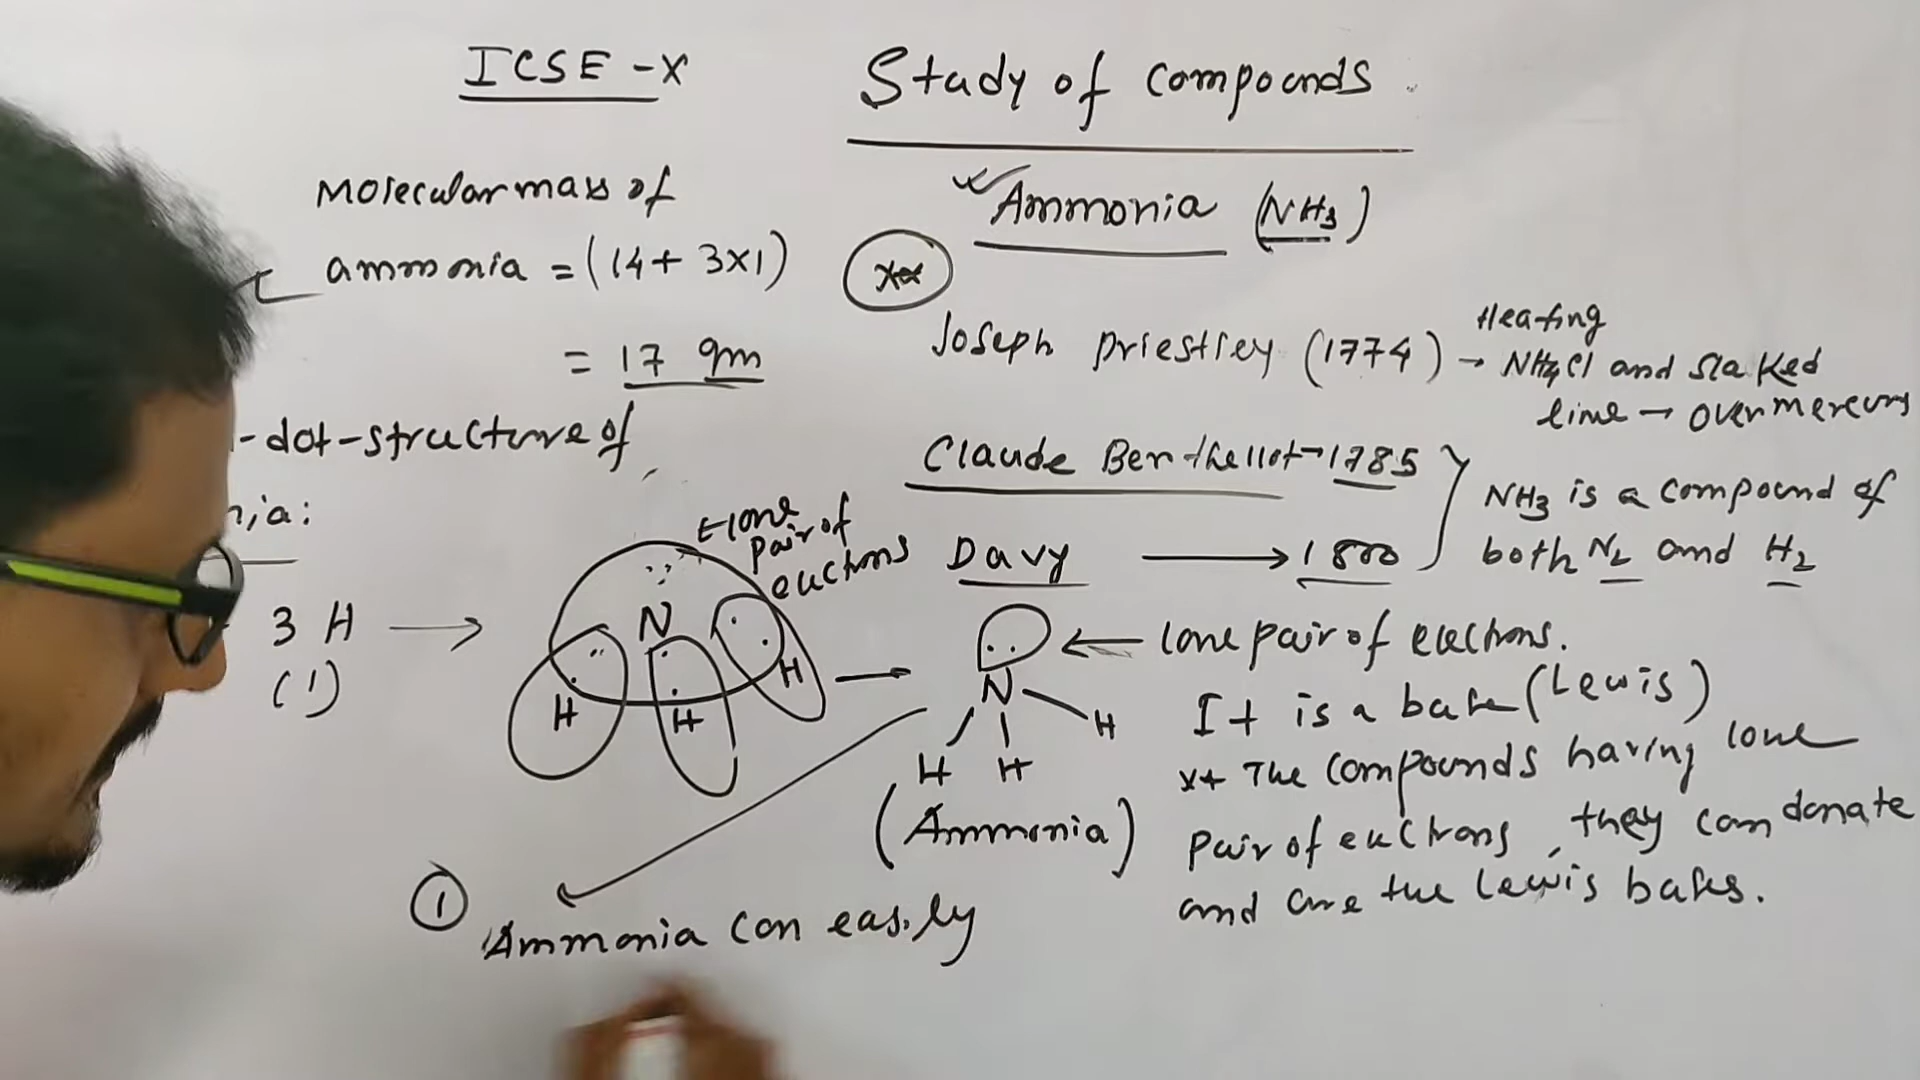 ICSE-X
Study of compounds
Ammonia (NH3)
Molecular mass of
ammonia = (14+ 3x1)
= 17 gm
-dot-structure of
nia:
3 H →
(1)
N
H
H
H
lone
pair of
electrons
Joseph Priestley (1774) → Heating
NH4Cl and slaked
lime → over mercury
Claude Berthellot-1785
Davy → 1800
NH3 is a compound of
both N2 and H2
← lone pair of electrons.
N
H
H H
(Ammonia)
It is a base (Lewis)
The compounds having lone
pair of electrons, they can donate
and are the Lewis bases.
① Ammonia can easily